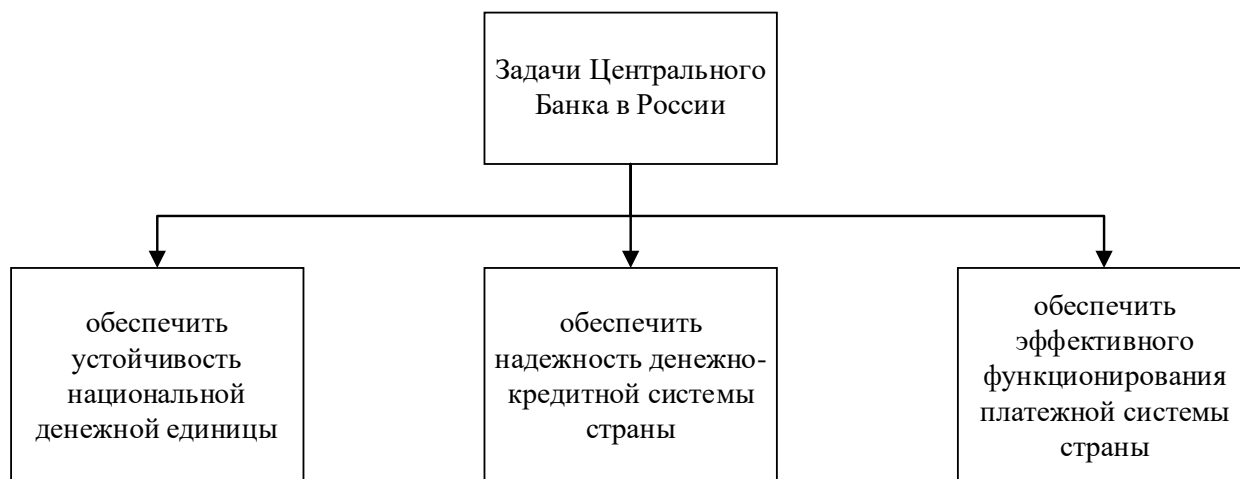 Задачи Центрального
Банка в России
обеспечить
устойчивость
национальной
денежной единицы
обеспечить
надежность денежно-
кредитной системы
страны
обеспечить
эффективного
функционирования
платежной системы
страны